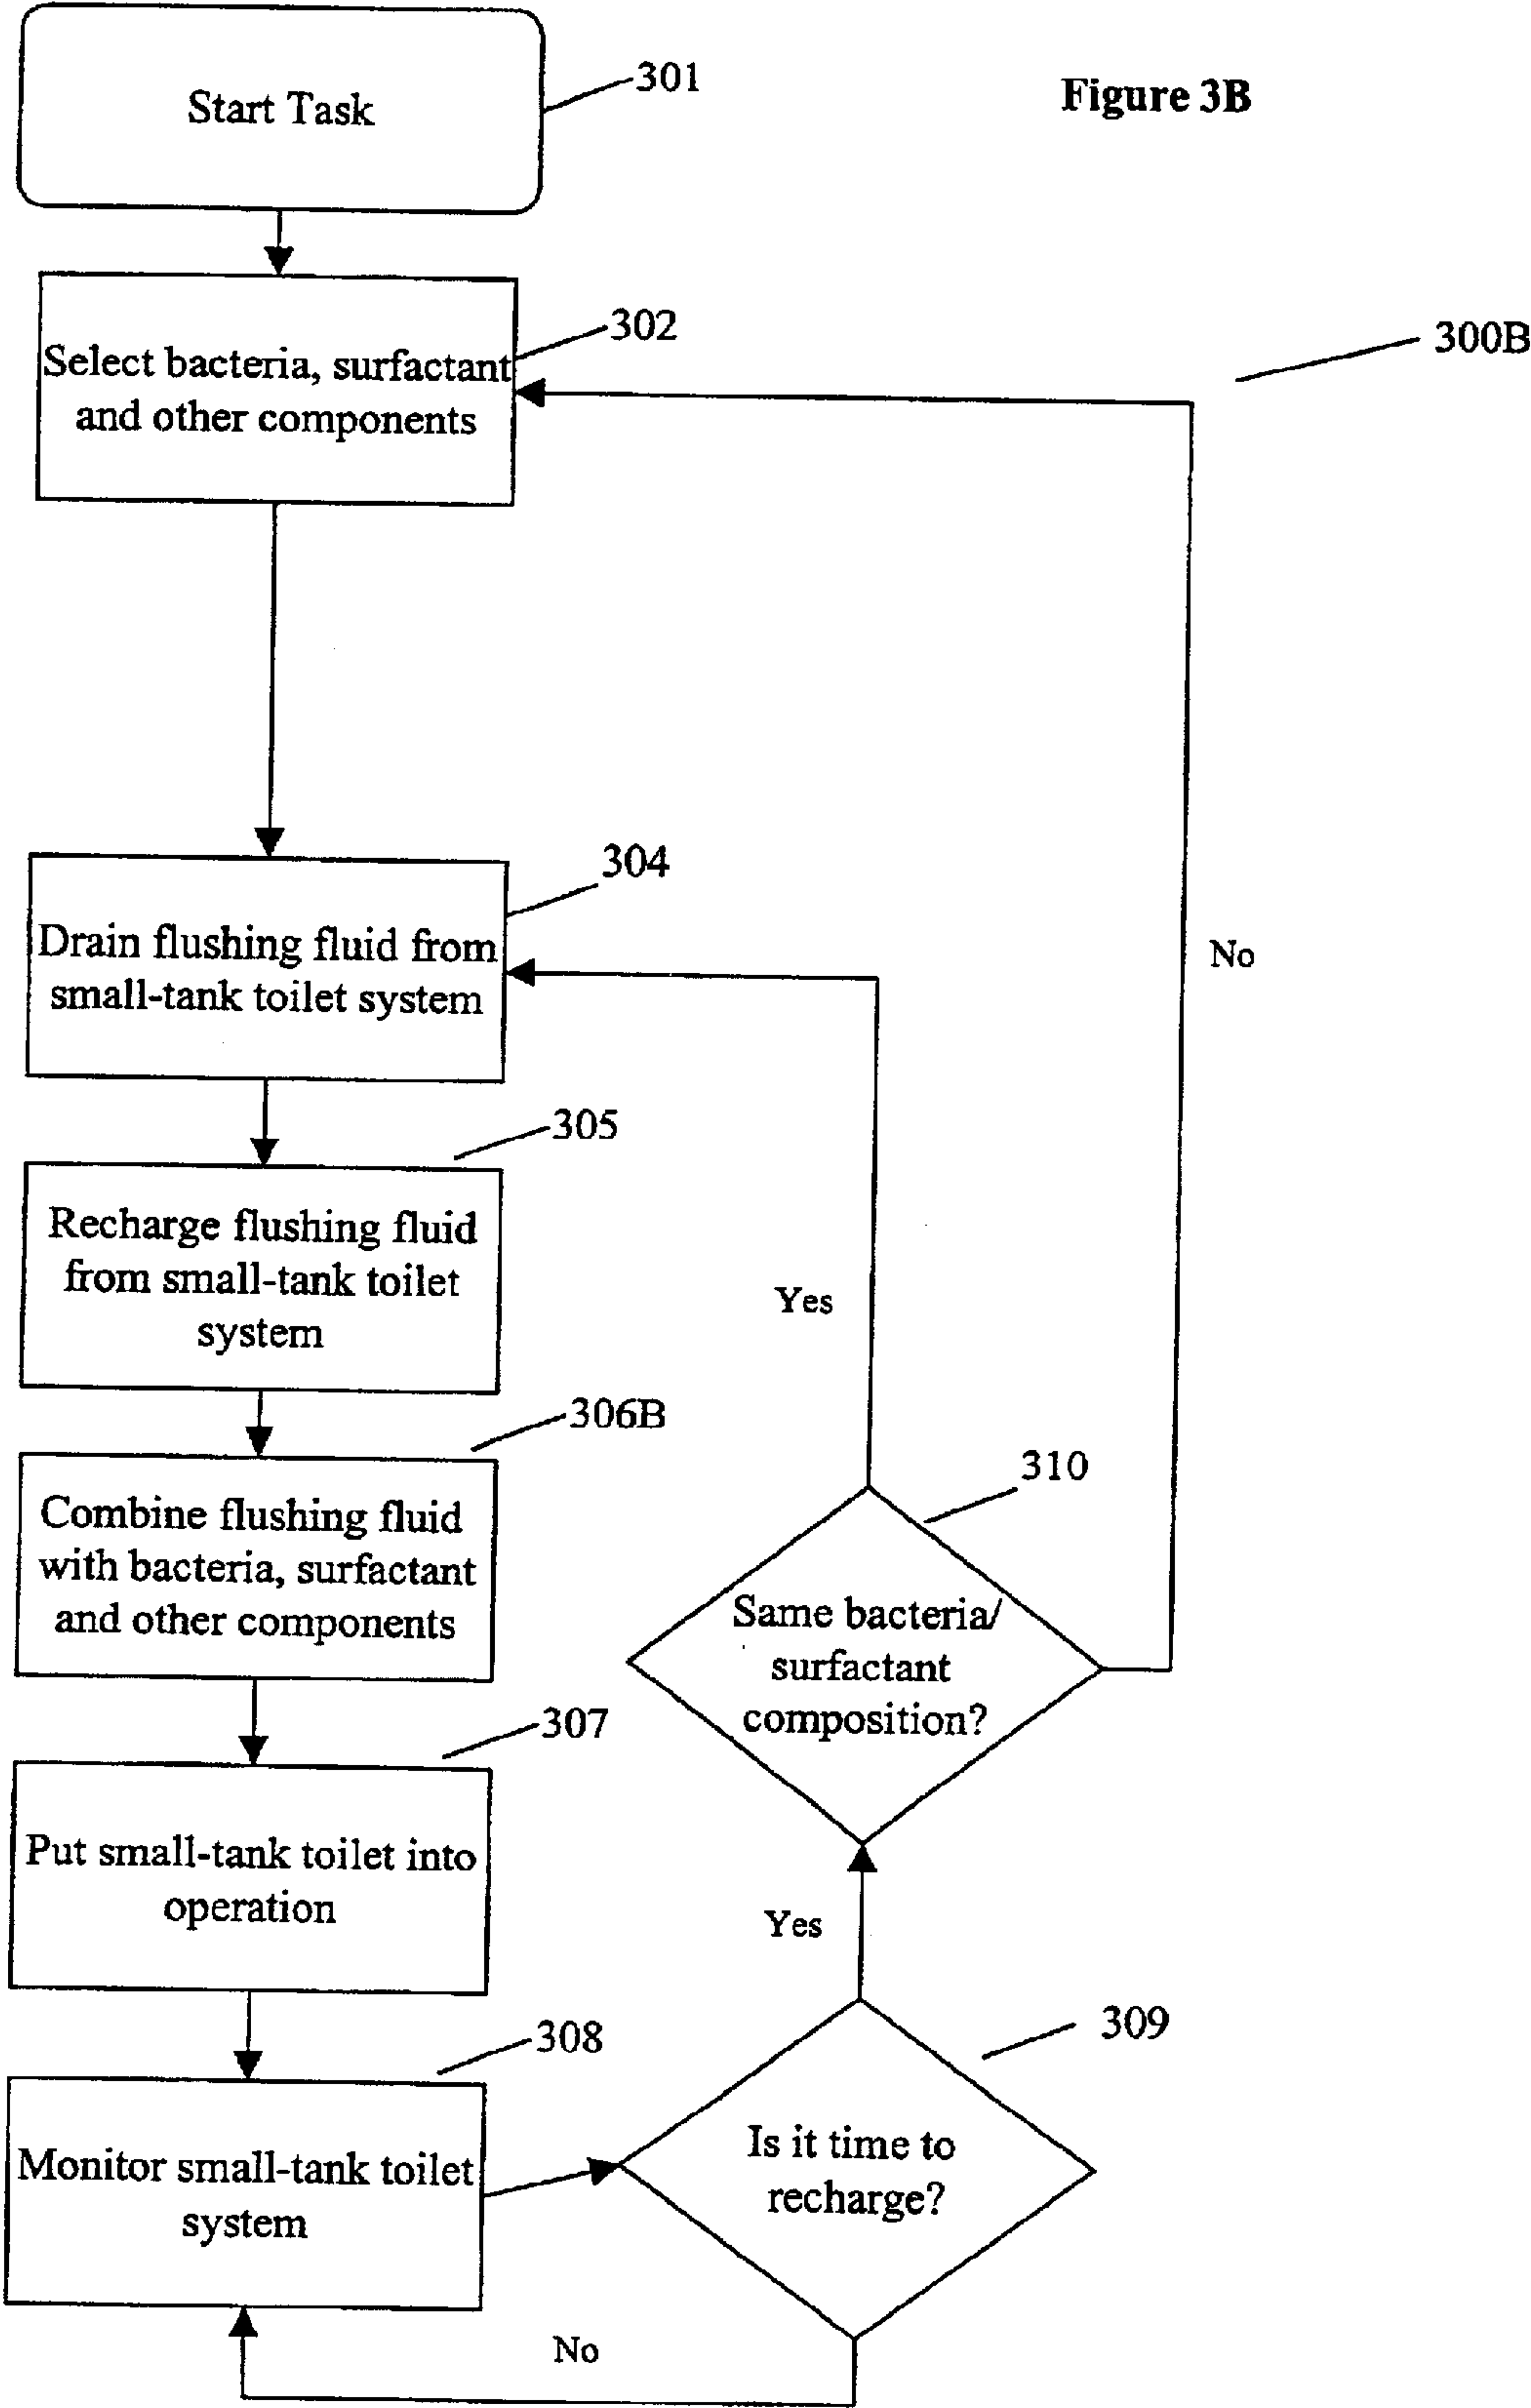 Figure 3B
Start Task
301
302
Select bacteria, surfactant
and other components
300B
304
Drain flushing fluid from
small-tank toilet system
No
305
Recharge flushing fluid
from small-tank toilet
system
Yes
306B
Combine flushing fluid
with bacteria, surfactant
and other components
310
Same bacteria/
surfactant
composition?
307
Put small-tank toilet into
operation
Yes
308
Monitor small-tank toilet
system
309
Is it time to
recharge?
No